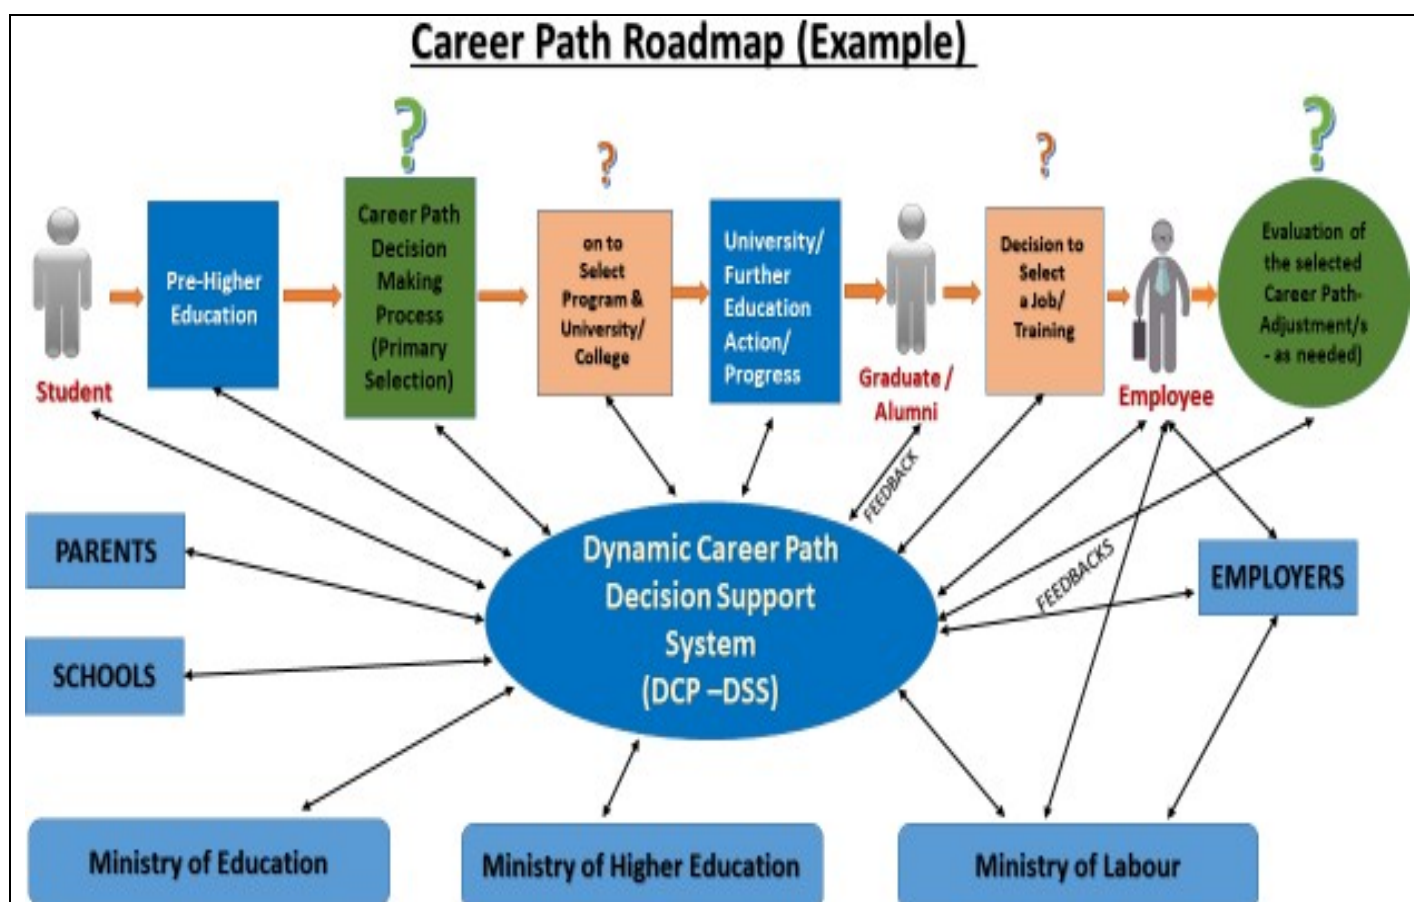 Career Path Roadmap (Example)
?
?
?
?
Student
Pre-Higher
Education
Career Path
Decision
Making
Process
(Primary
Selection)
on to
Select
Program &
University/
College
University/
Further
Education
Action/
Progress
Graduate /
Alumni
Decision to
Select
a Job/
Training
Employee
Evaluation of
the selected
Career Path-
Adjustment/s
- as needed)
FEEDBACK
FEEDBACKS
PARENTS
SCHOOLS
Dynamic Career Path
Decision Support
System
(DCP –DSS)
EMPLOYERS
Ministry of Education
Ministry of Higher Education
Ministry of Labour